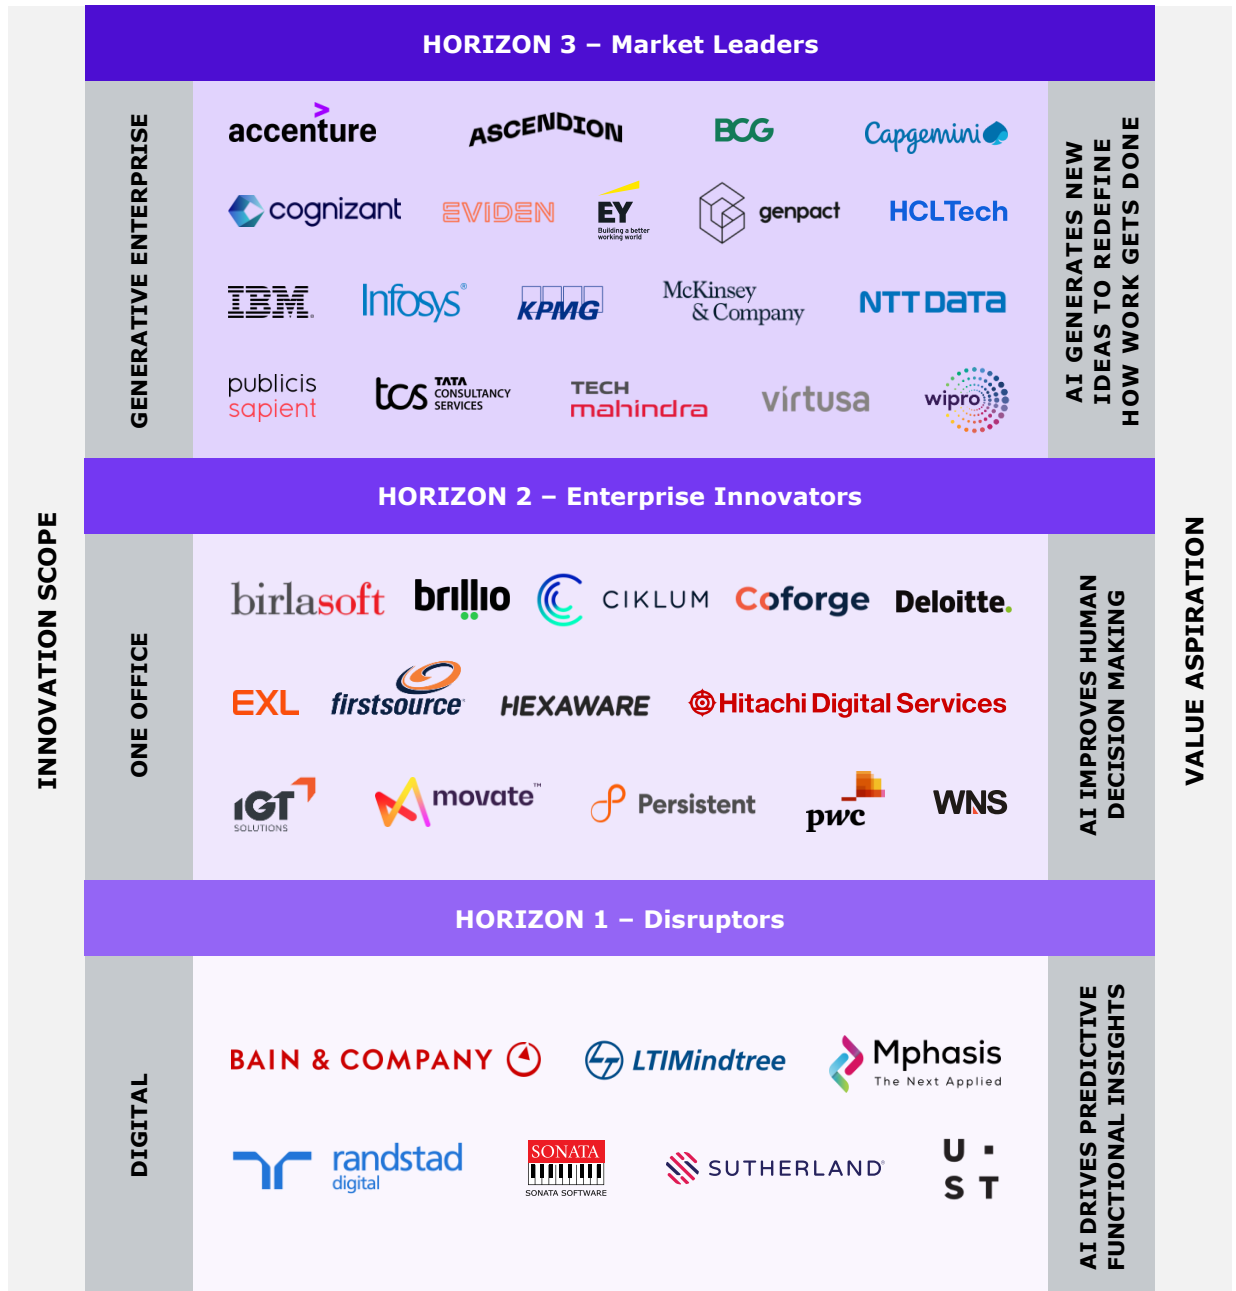 HORIZON 3 – Market Leaders
INNOVATION SCOPE
VALUE ASPIRATION
GENERATIVE ENTERPRISE
accenture
ASCENDION
BCG
Capgemini
cognizant
EVIDEN
EY
Building a better
working world
genpact
HCLTech
IBM®
Infosys®
KPMG
McKinsey
& Company
NTT DATA
publicis
sapient
tcs
TATA
CONSULTANCY
SERVICES
TECH
mahindra
virtusa
wipro
AI GENERATES NEW
IDEAS TO REDEFINE
HOW WORK GETS DONE
HORIZON 2 – Enterprise Innovators
ONE OFFICE
birlasoft
brillio
CIKLUM
Coforge
Deloitte.
EXL
firstsource
HEXAWARE
Hitachi Digital Services
iGT
SOLUTIONS
movate™
Persistent
pwc
WNS
AI IMPROVES HUMAN
DECISION MAKING
HORIZON 1 – Disruptors
DIGITAL
BAIN & COMPANY
LTIMindtree
Mphasis
The Next Applied
randstad
digital
SONATA
SONATA SOFTWARE
SUTHERLAND®
U·
ST
AI DRIVES PREDICTIVE
FUNCTIONAL INSIGHTS